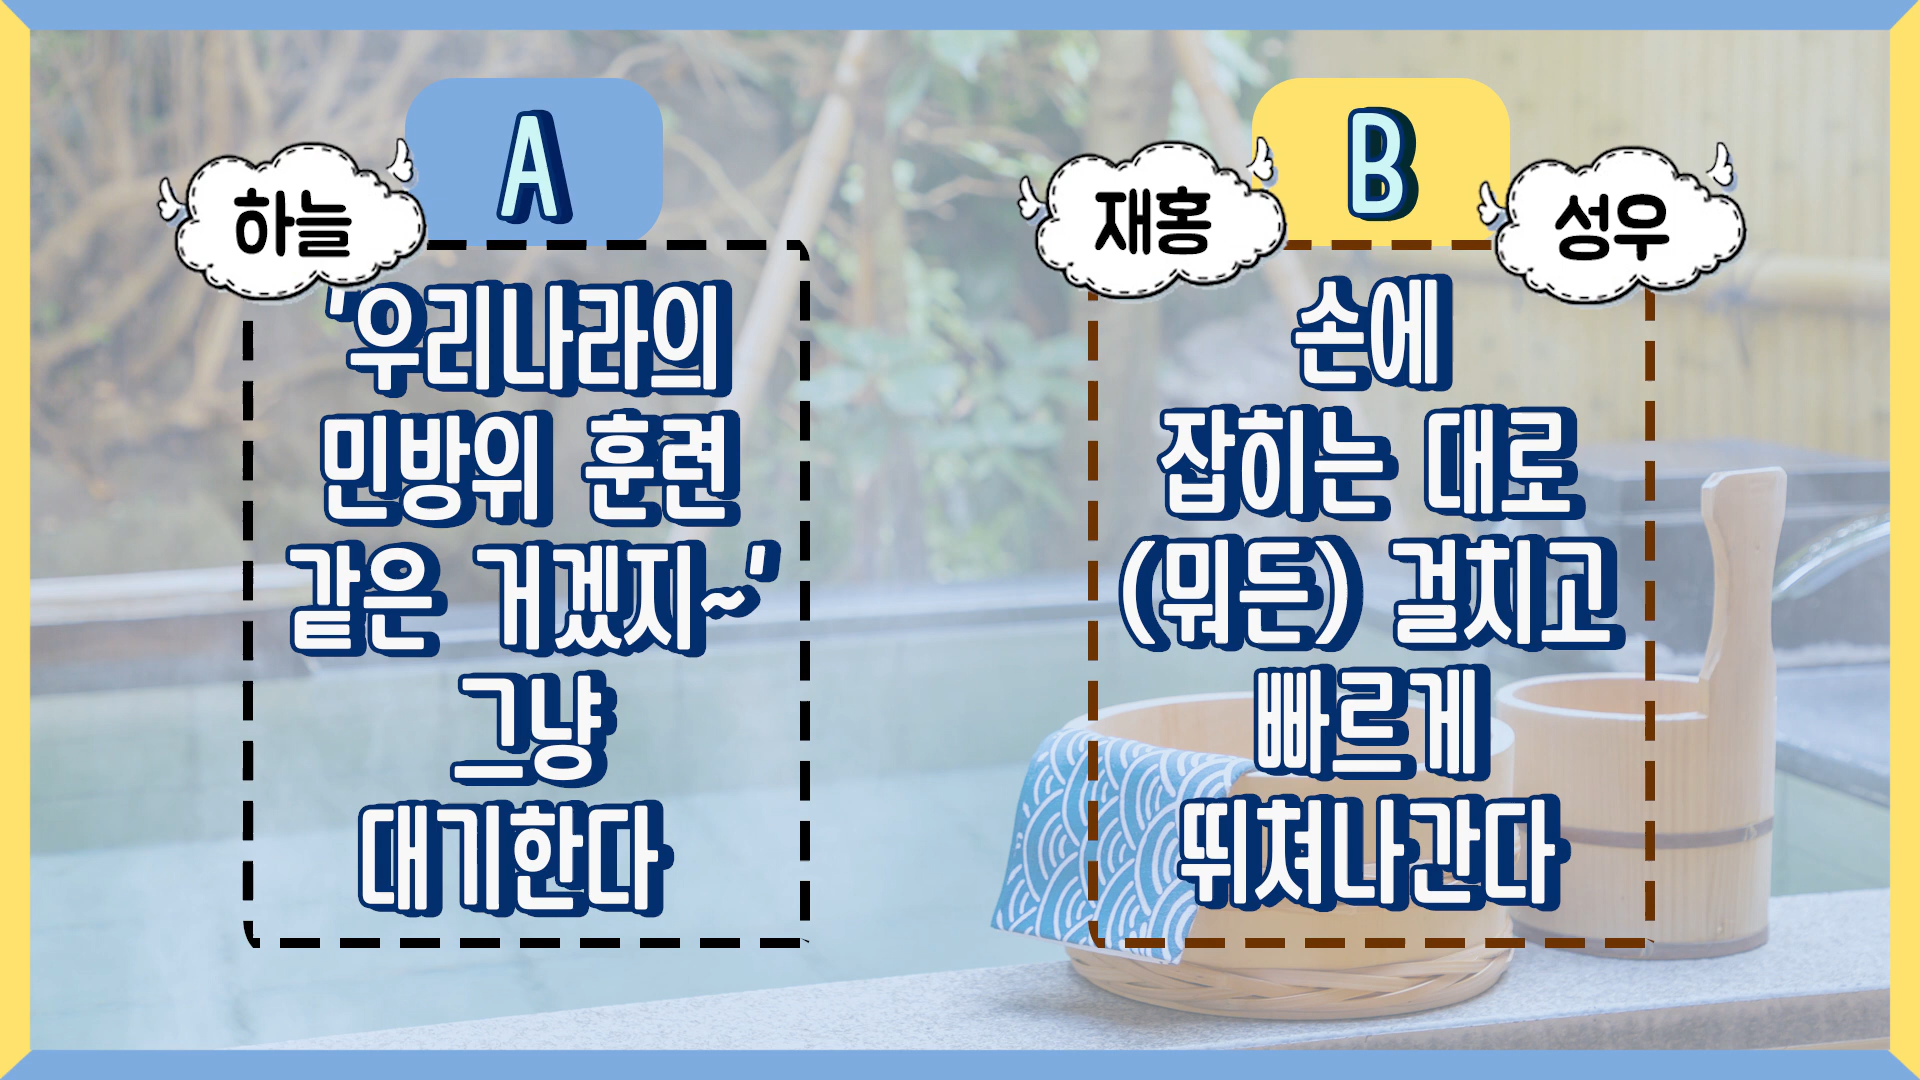 A
하늘
'우리나라의
민방위 훈련
같은 거겠지~'
그냥
대기한다
B
재홍
성우
손에
잡히는 대로
(뭐든) 걸치고
빠르게
뛰쳐나간다